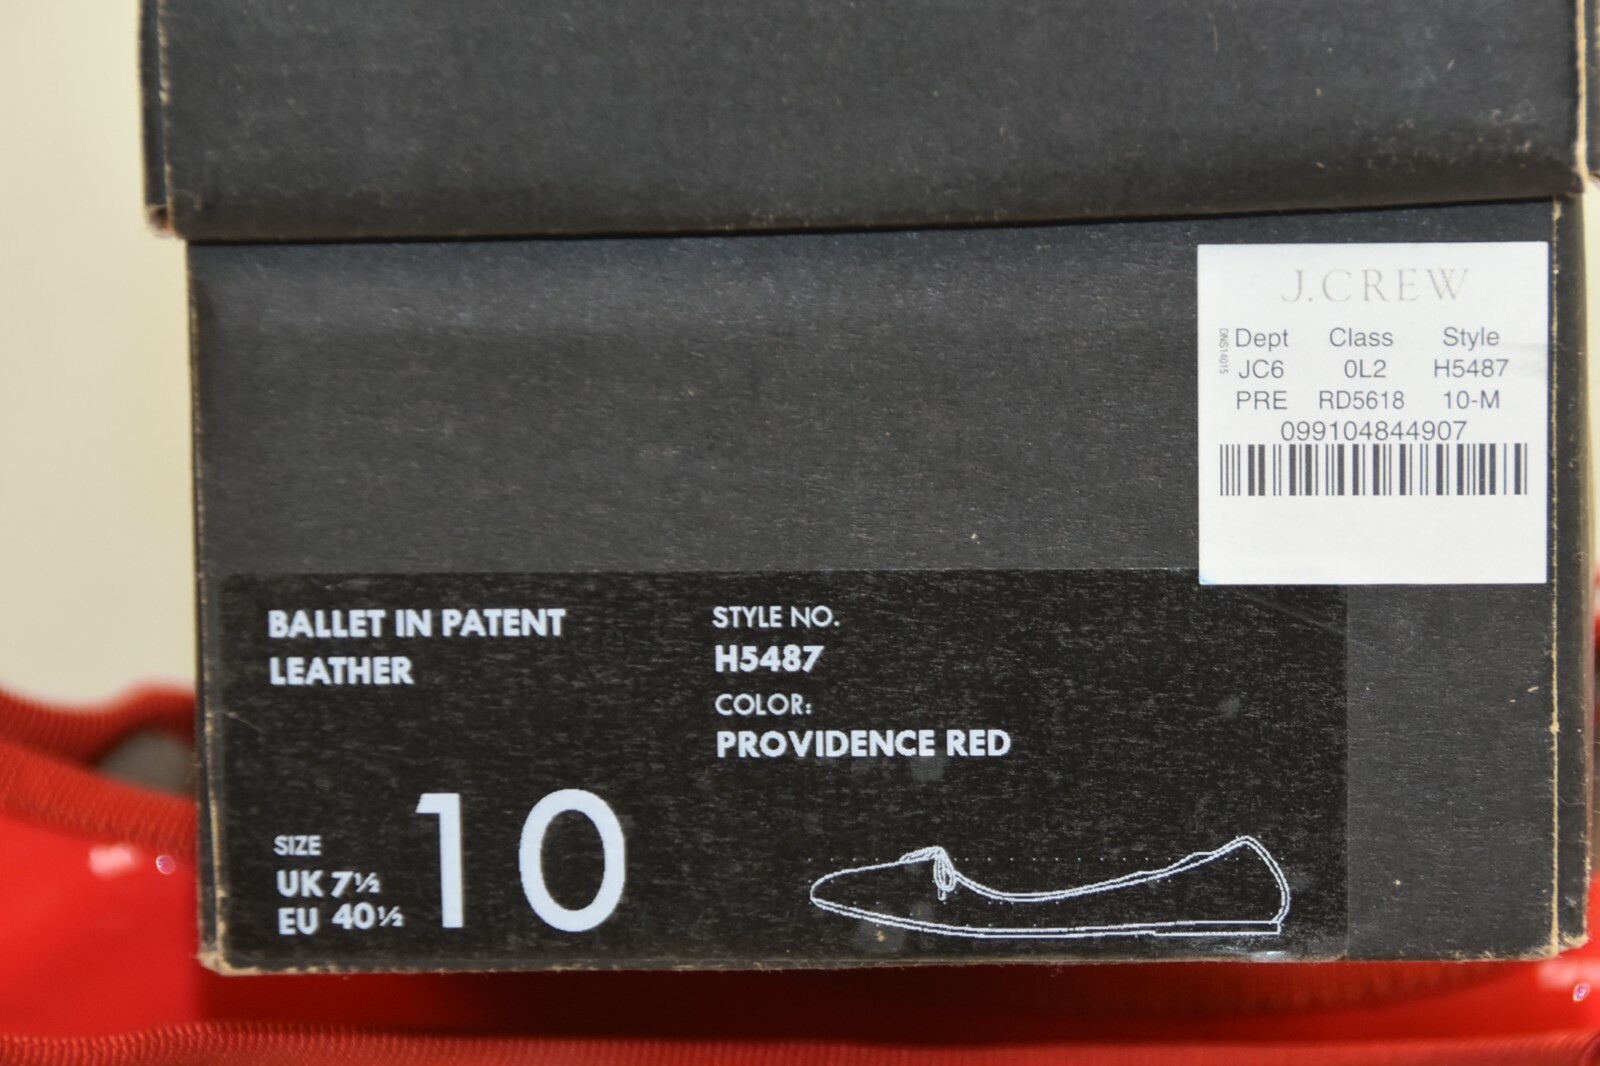 J.CREW
Dept Class Style
JC6 0L2 H5487
PRE RD5618 10-M
099104844907
DNS14015
BALLET IN PATENT
LEATHER
STYLE NO.
H5487
COLOR:
PROVIDENCE RED
SIZE
UK 7½
EU 40½
10